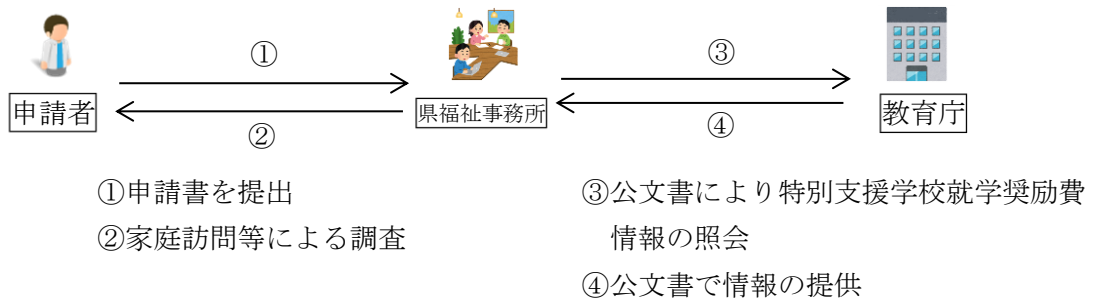 ①
③
申請者
県福祉事務所
教育庁
②
④
①申請書を提出
②家庭訪問等による調査
③公文書により特別支援学校就学奨励費
情報の照会
④公文書で情報の提供